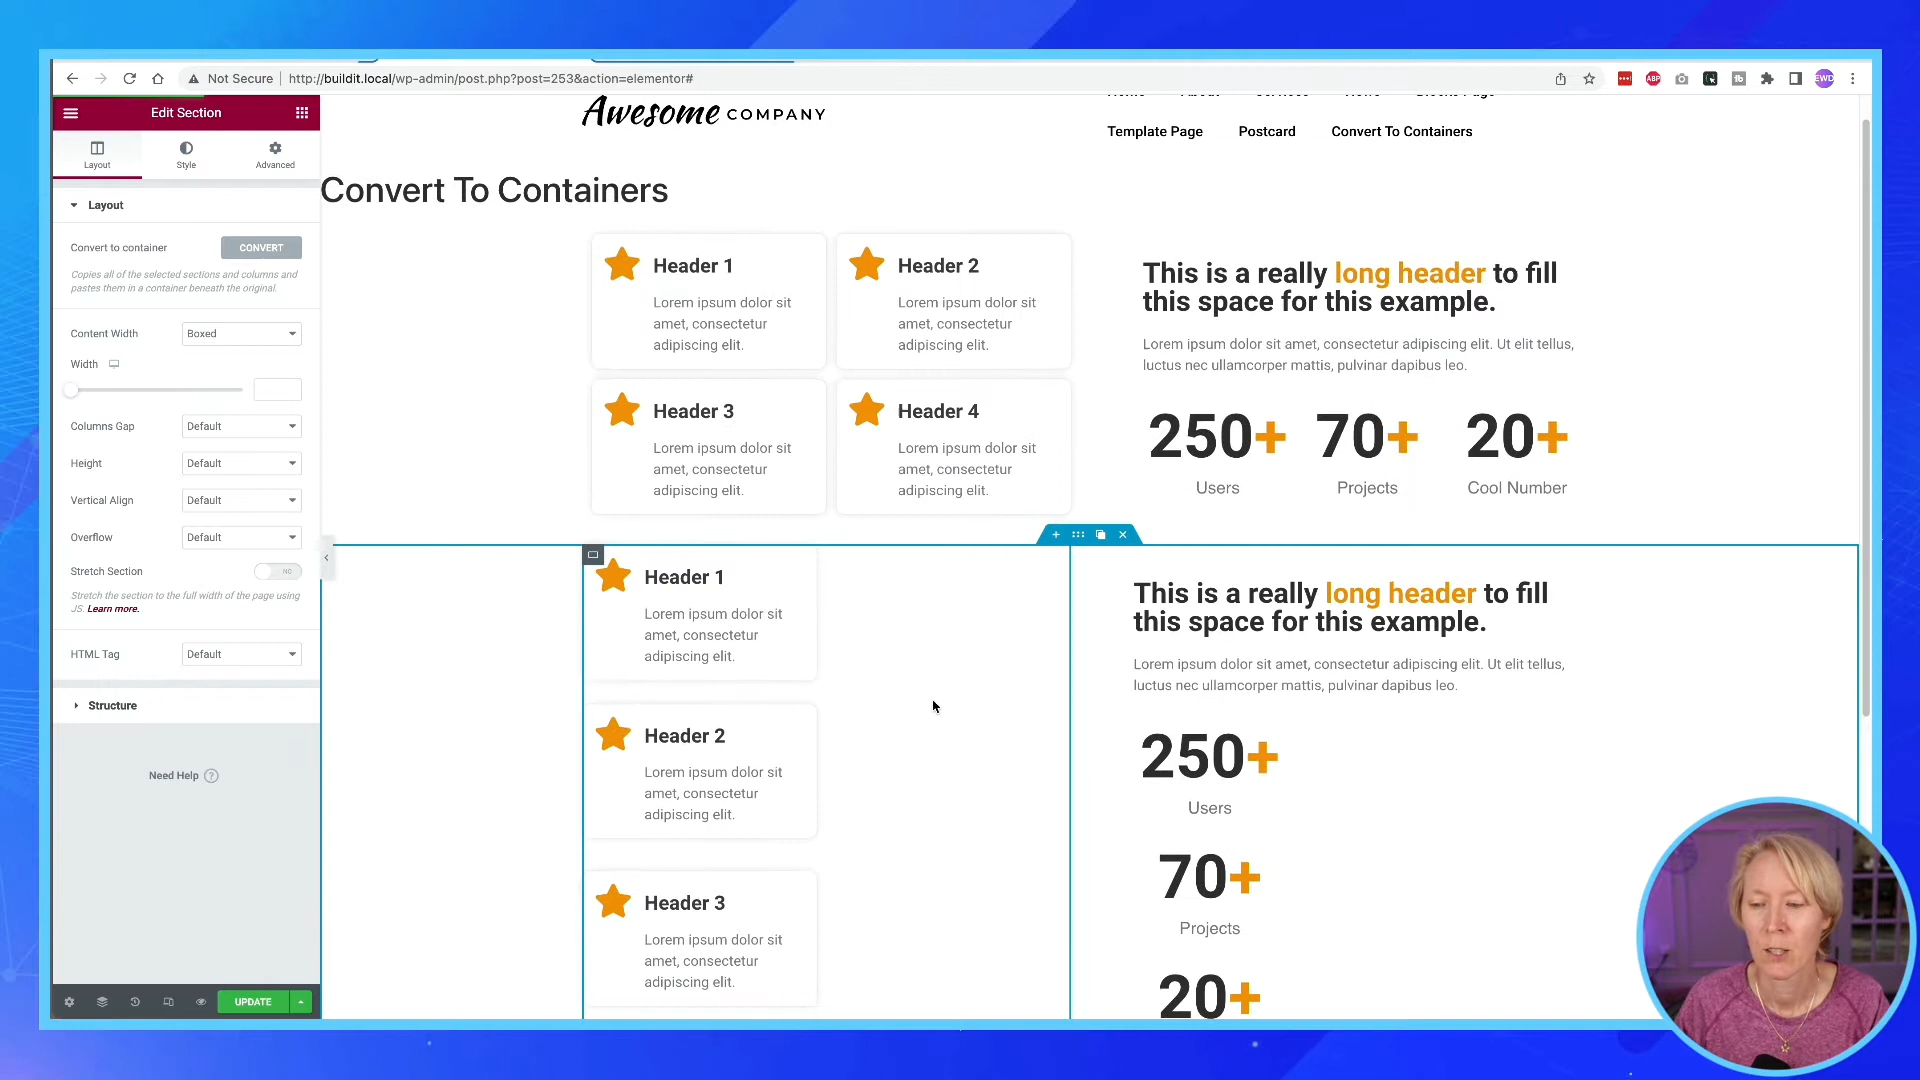 Not Secure
http://buildit.local/wp-admin/post.php?post=253&action=elementor#
ABP
tb
EWD
Edit Section
Layout
Style
Advanced
Layout
Convert to container
CONVERT
Copies all of the selected sections and columns and
pastes them in a container beneath the original.
Content Width
Boxed
Width
Columns Gap
Default
Height
Default
Vertical Align
Default
Overflow
Default
Stretch Section
NO
Stretch the section to the full width of the page using
JS. Learn more.
HTML Tag
Default
Structure
Need Help
?
UPDATE
Awesome COMPANY
Template Page
Postcard
Convert To Containers
Convert To Containers
Header 1
Lorem ipsum dolor sit
amet, consectetur
adipiscing elit.
Header 2
Lorem ipsum dolor sit
amet, consectetur
adipiscing elit.
Header 3
Lorem ipsum dolor sit
amet, consectetur
adipiscing elit.
Header 4
Lorem ipsum dolor sit
amet, consectetur
adipiscing elit.
This is a really long header to fill
this space for this example.
Lorem ipsum dolor sit amet, consectetur adipiscing elit. Ut elit tellus,
luctus nec ullamcorper mattis, pulvinar dapibus leo.
250+
Users
70+
Projects
20+
Cool Number
Header 1
Lorem ipsum dolor sit
amet, consectetur
adipiscing elit.
Header 2
Lorem ipsum dolor sit
amet, consectetur
adipiscing elit.
Header 3
Lorem ipsum dolor sit
amet, consectetur
adipiscing elit.
This is a really long header to fill
this space for this example.
Lorem ipsum dolor sit amet, consectetur adipiscing elit. Ut elit tellus,
luctus nec ullamcorper mattis, pulvinar dapibus leo.
250+
Users
70+
Projects
20+